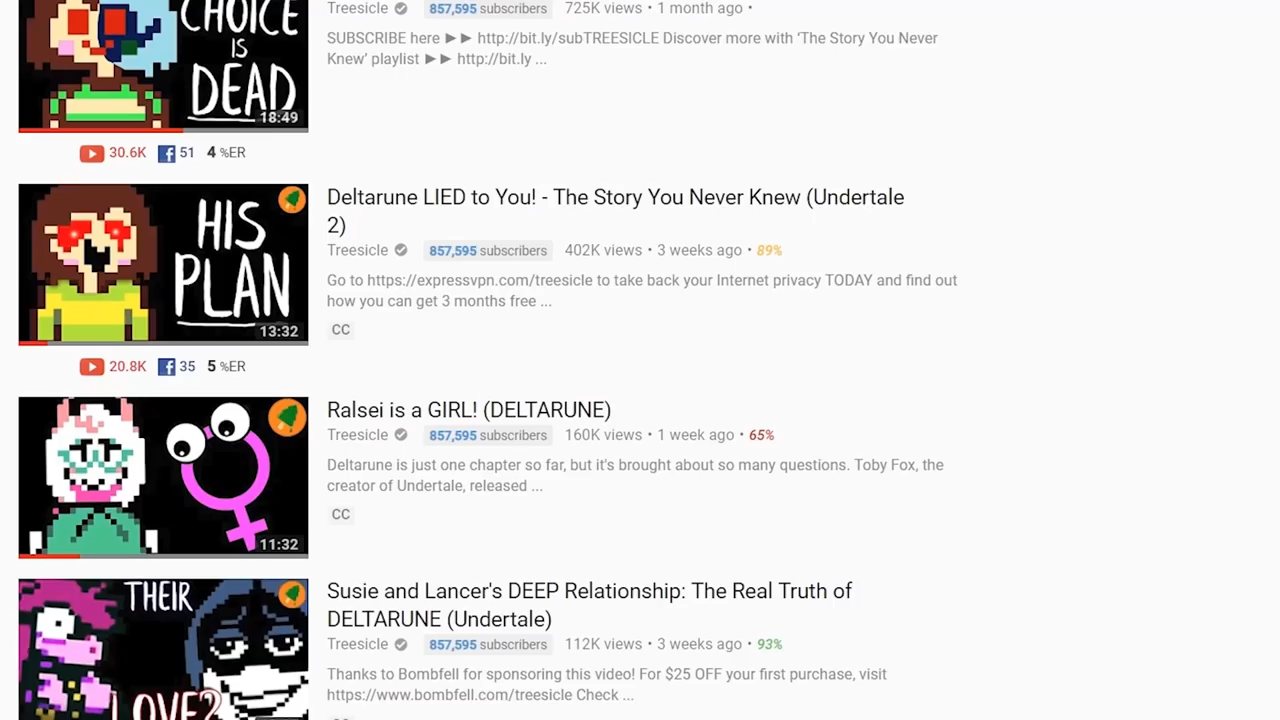 CHOICE
IS
DEAD
18:49
Treesicle 857,595 subscribers 725K views • 1 month ago •
SUBSCRIBE here ►► http://bit.ly/subTREESICLE Discover more with ‘The Story You Never
Knew’ playlist ►► http://bit.ly ...
30.6K 51 4 %ER
HIS
PLAN
13:32
Deltarune LIED to You! - The Story You Never Knew (Undertale
2)
Treesicle 857,595 subscribers 402K views • 3 weeks ago • 89%
Go to https://expressvpn.com/treesicle to take back your Internet privacy TODAY and find out
how you can get 3 months free ...
CC
20.8K 35 5 %ER
11:32
Ralsei is a GIRL! (DELTARUNE)
Treesicle 857,595 subscribers 160K views • 1 week ago • 65%
Deltarune is just one chapter so far, but it's brought about so many questions. Toby Fox, the
creator of Undertale, released ...
CC
THEIR
LOVE?
Susie and Lancer's DEEP Relationship: The Real Truth of
DELTARUNE (Undertale)
Treesicle 857,595 subscribers 112K views • 3 weeks ago • 93%
Thanks to Bombfell for sponsoring this video! For $25 OFF your first purchase, visit
https://www.bombfell.com/treesicle Check ...